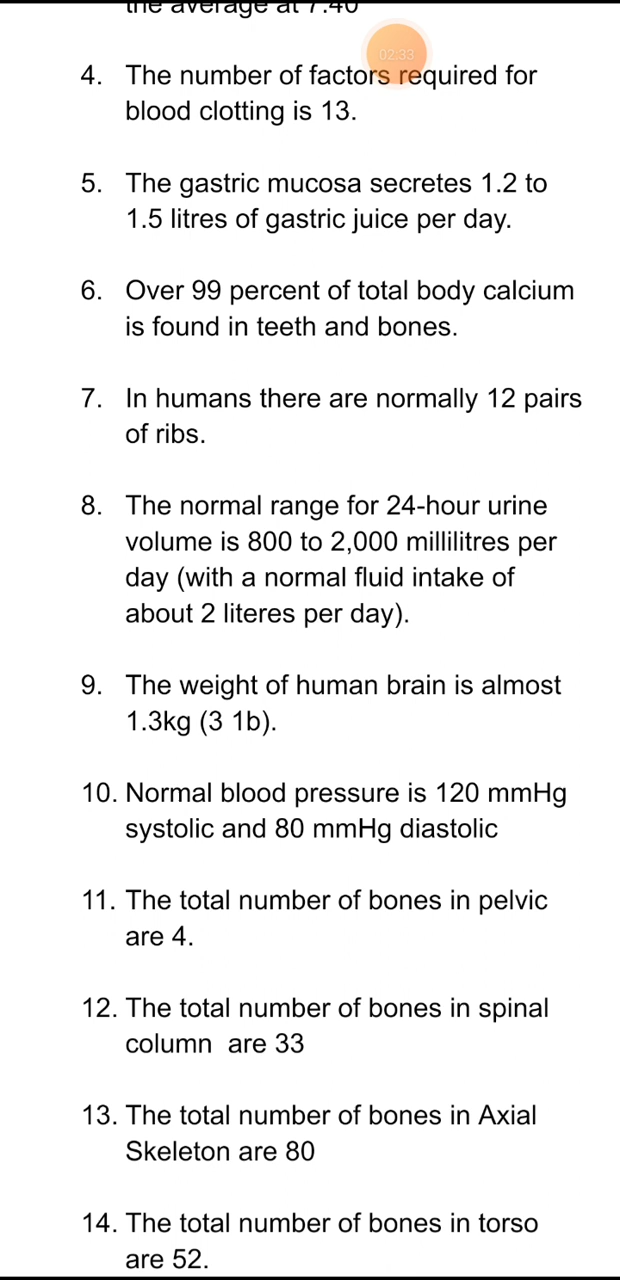 the average at 7.40
02:33
4. The number of factors required for
blood clotting is 13.
5. The gastric mucosa secretes 1.2 to
1.5 litres of gastric juice per day.
6. Over 99 percent of total body calcium
is found in teeth and bones.
7. In humans there are normally 12 pairs
of ribs.
8. The normal range for 24-hour urine
volume is 800 to 2,000 millilitres per
day (with a normal fluid intake of
about 2 literes per day).
9. The weight of human brain is almost
1.3kg (3 1b).
10. Normal blood pressure is 120 mmHg
systolic and 80 mmHg diastolic
11. The total number of bones in pelvic
are 4.
12. The total number of bones in spinal
column  are 33
13. The total number of bones in Axial
Skeleton are 80
14. The total number of bones in torso
are 52.